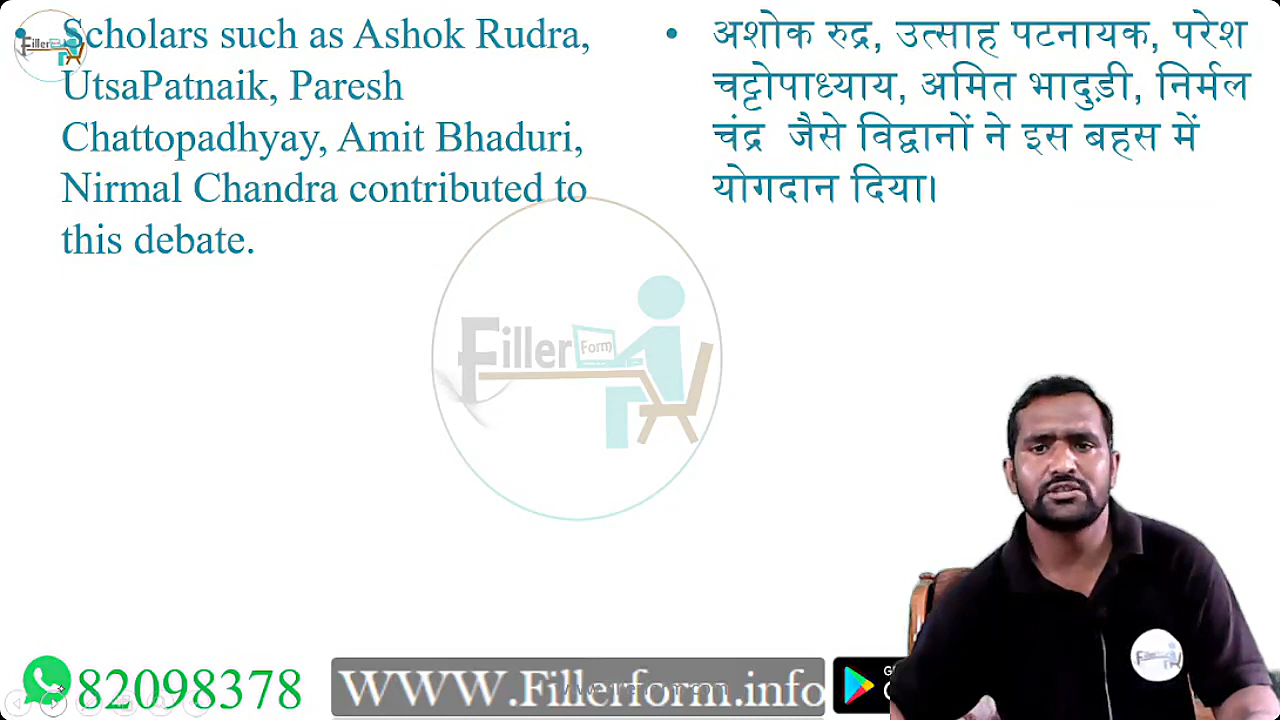 Scholars such as Ashok Rudra,
UtsaPatnaik, Paresh
Chattopadhyay, Amit Bhaduri,
Nirmal Chandra contributed to
this debate.
अशोक रुद्र, उत्साह पटनायक, परेश
चट्टोपाध्याय, अमित भादुड़ी, निर्मल
चंद्र जैसे विद्वानों ने इस बहस में
योगदान दिया।
Filler Form
82098378
WWW.Fillerform.info